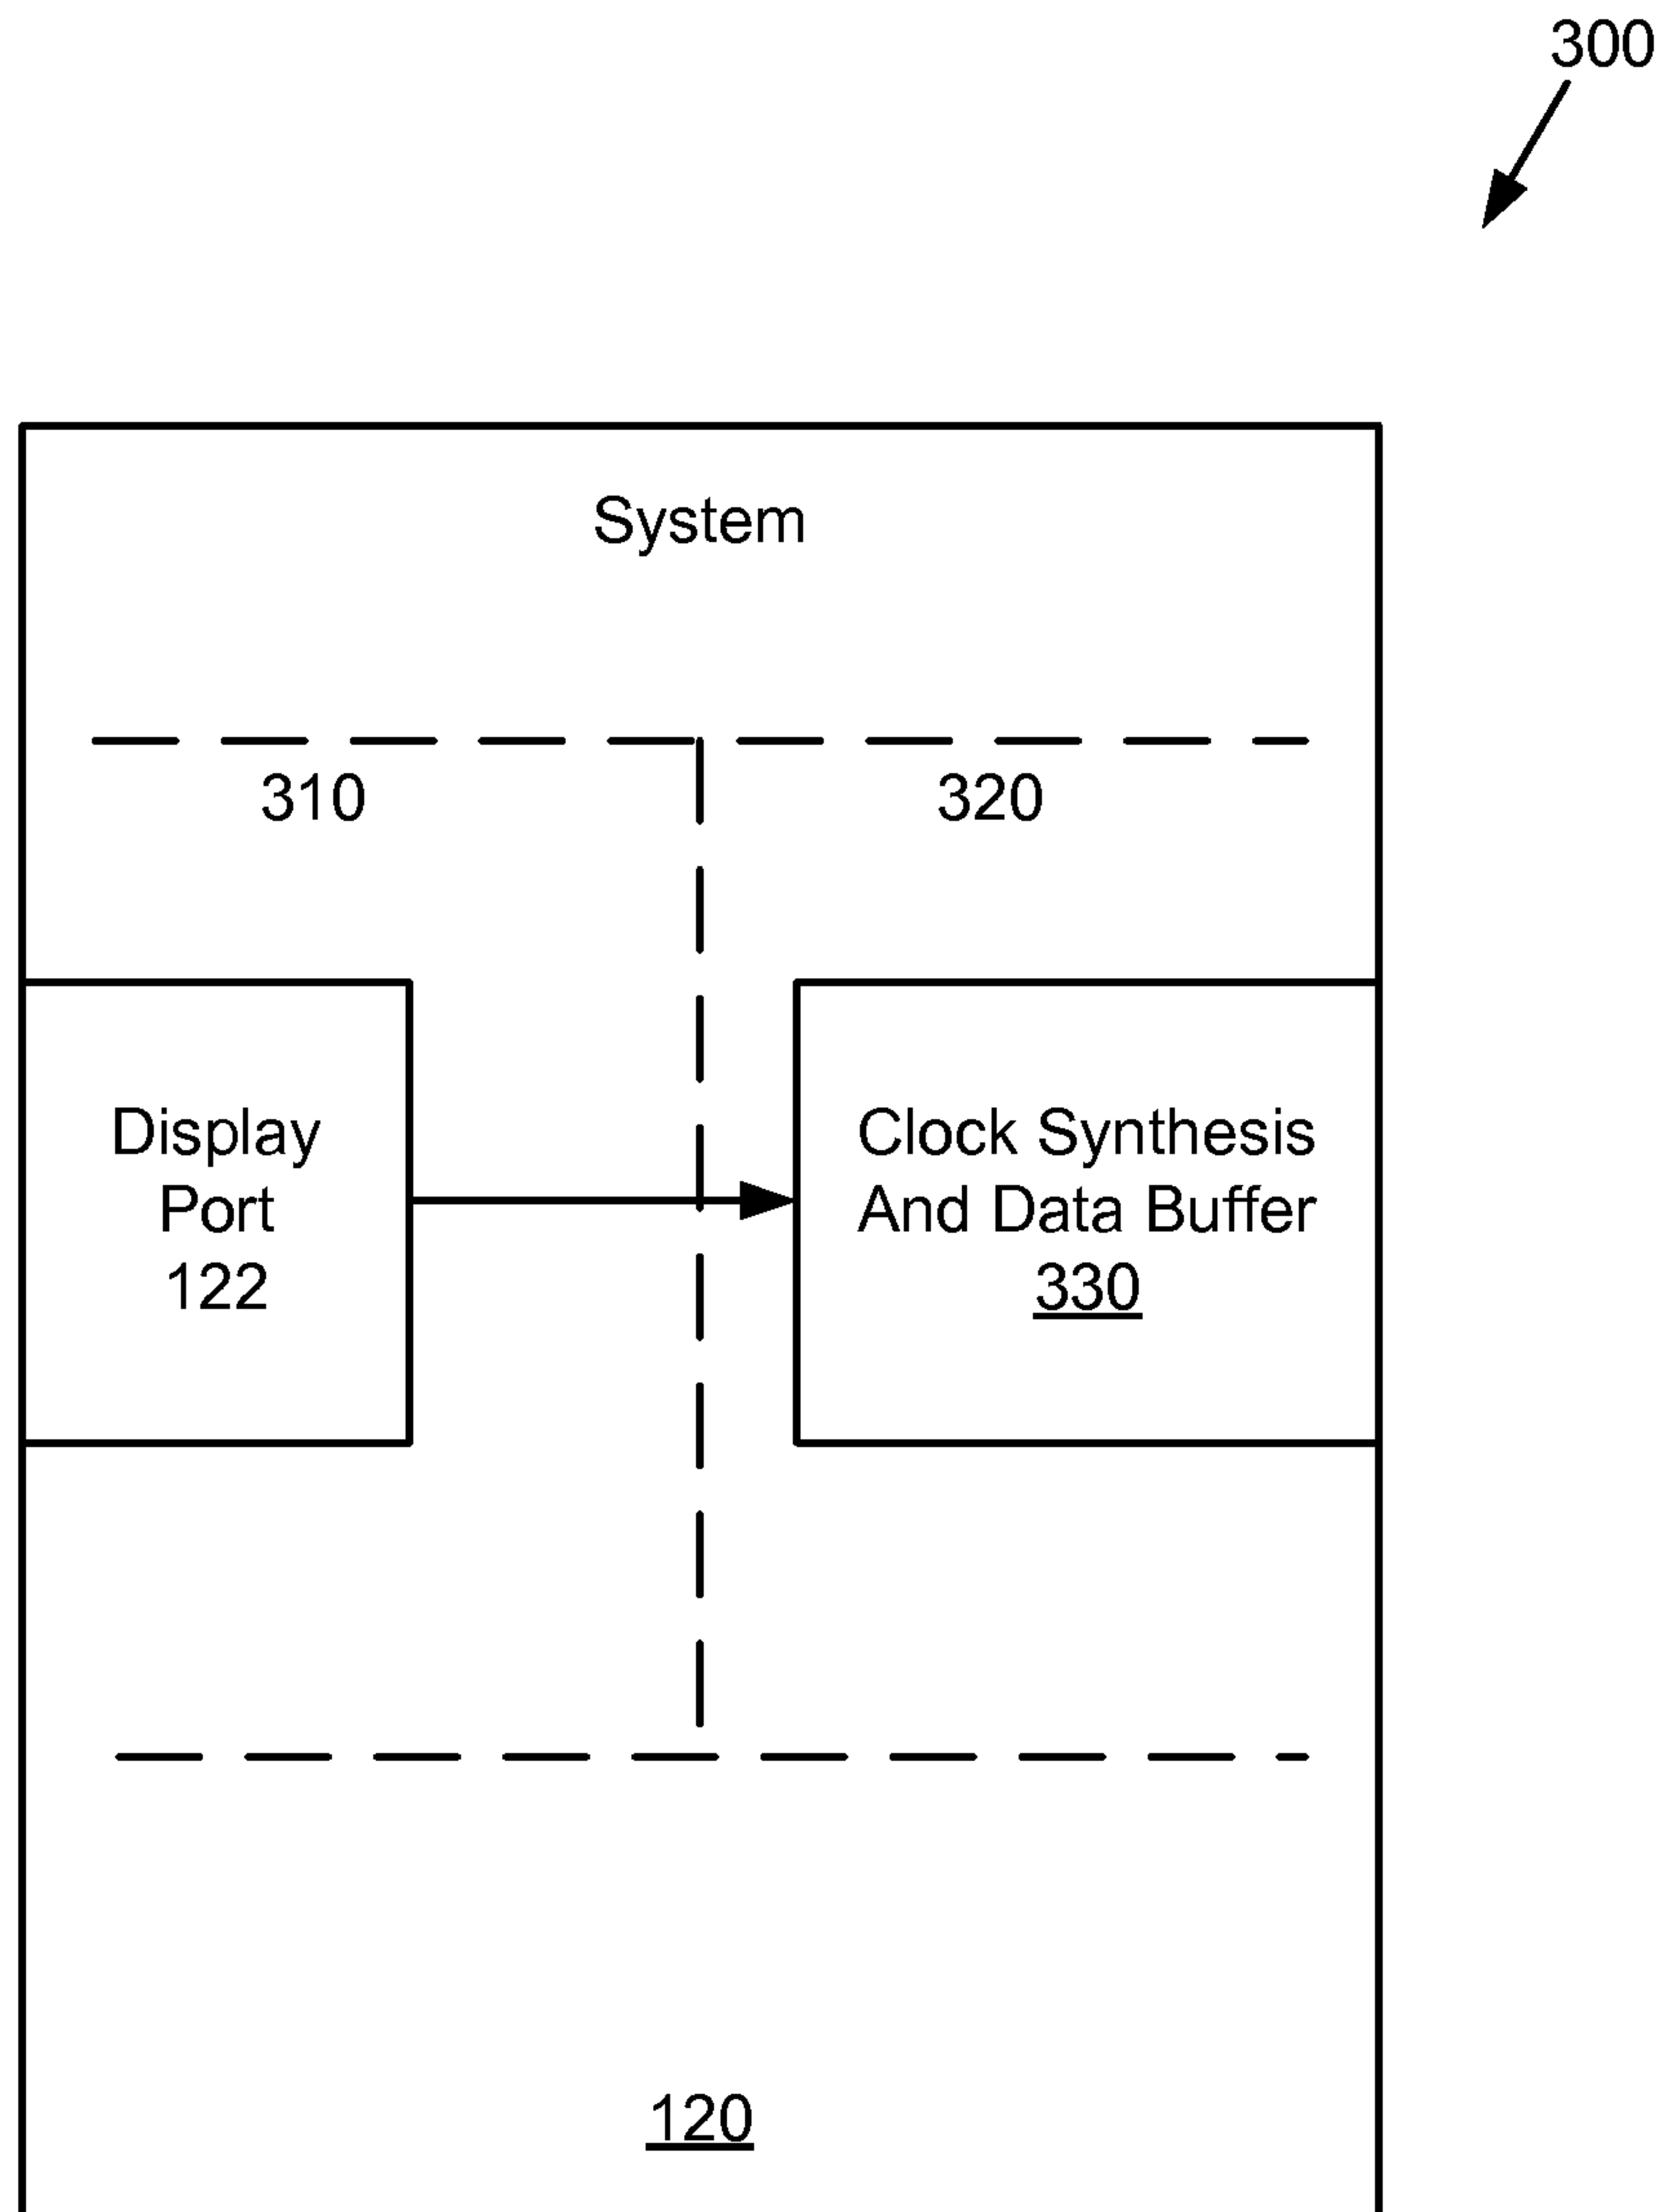 300
System
310
320
Display
Port
122
Clock Synthesis
And Data Buffer
330
120